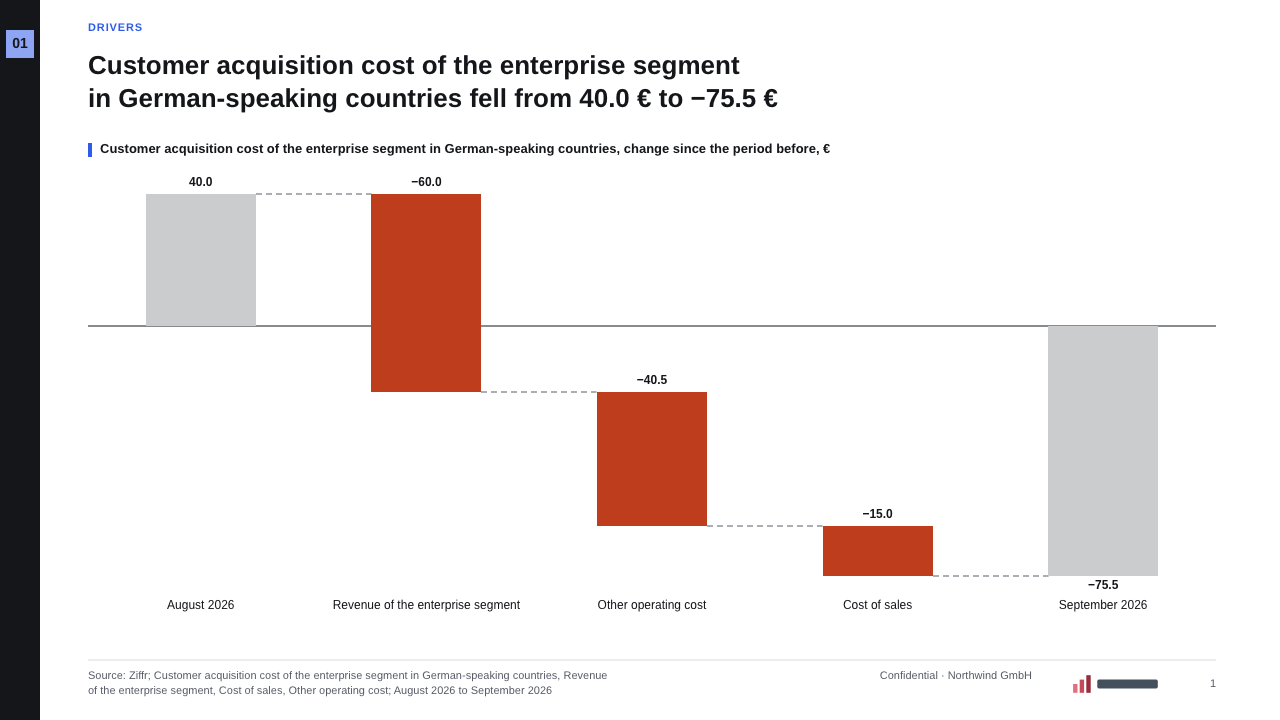 01
DRIVERS
Customer acquisition cost of the enterprise segment
in German-speaking countries fell from 40.0 € to −75.5 €
Customer acquisition cost of the enterprise segment in German-speaking countries, change since the period before, €
40.0
−60.0
−40.5
−15.0
−75.5
August 2026
Revenue of the enterprise segment
Other operating cost
Cost of sales
September 2026
Source: Ziffr; Customer acquisition cost of the enterprise segment in German-speaking countries, Revenue
of the enterprise segment, Cost of sales, Other operating cost; August 2026 to September 2026
Confidential · Northwind GmbH
1